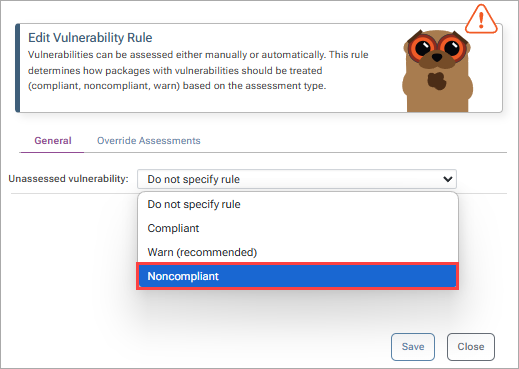 Edit Vulnerability Rule
Vulnerabilities can be assessed either manually or automatically. This rule
determines how packages with vulnerabilities should be treated
(compliant, noncompliant, warn) based on the assessment type.
General
Override Assessments
Unassessed vulnerability:
Do not specify rule
Do not specify rule
Compliant
Warn (recommended)
Noncompliant
Save
Close